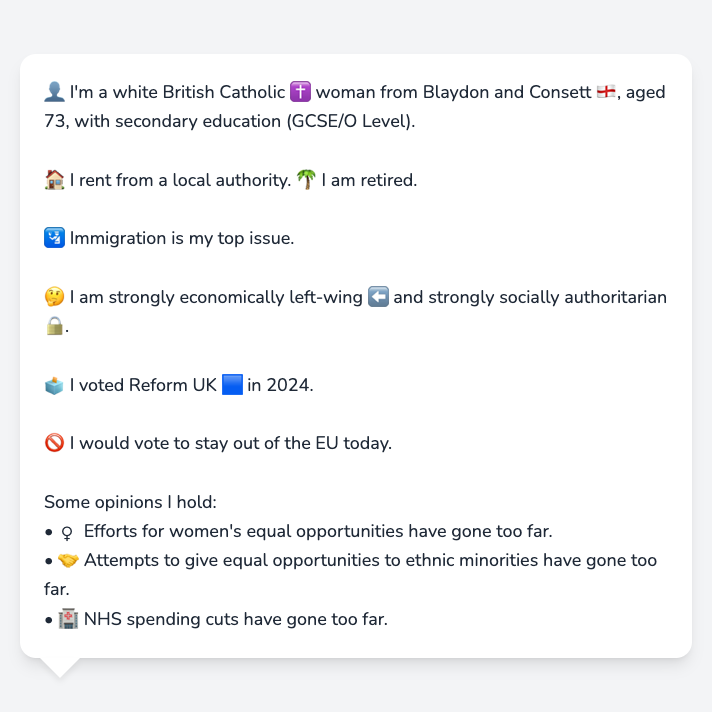 👤 I'm a white British Catholic ✝️ woman from Blaydon and Consett 🏴󠁧󠁢󠁥󠁮󠁧󠁿, aged
73, with secondary education (GCSE/O Level).
🏠 I rent from a local authority. 🌴 I am retired.
🛂 Immigration is my top issue.
🤔 I am strongly economically left-wing ⬅️ and strongly socially authoritarian
🔒.
🗳️ I voted Reform UK 🟦 in 2024.
🚫 I would vote to stay out of the EU today.
Some opinions I hold:
• ♀ Efforts for women's equal opportunities have gone too far.
• 🤝 Attempts to give equal opportunities to ethnic minorities have gone too
far.
• 🏥 NHS spending cuts have gone too far.